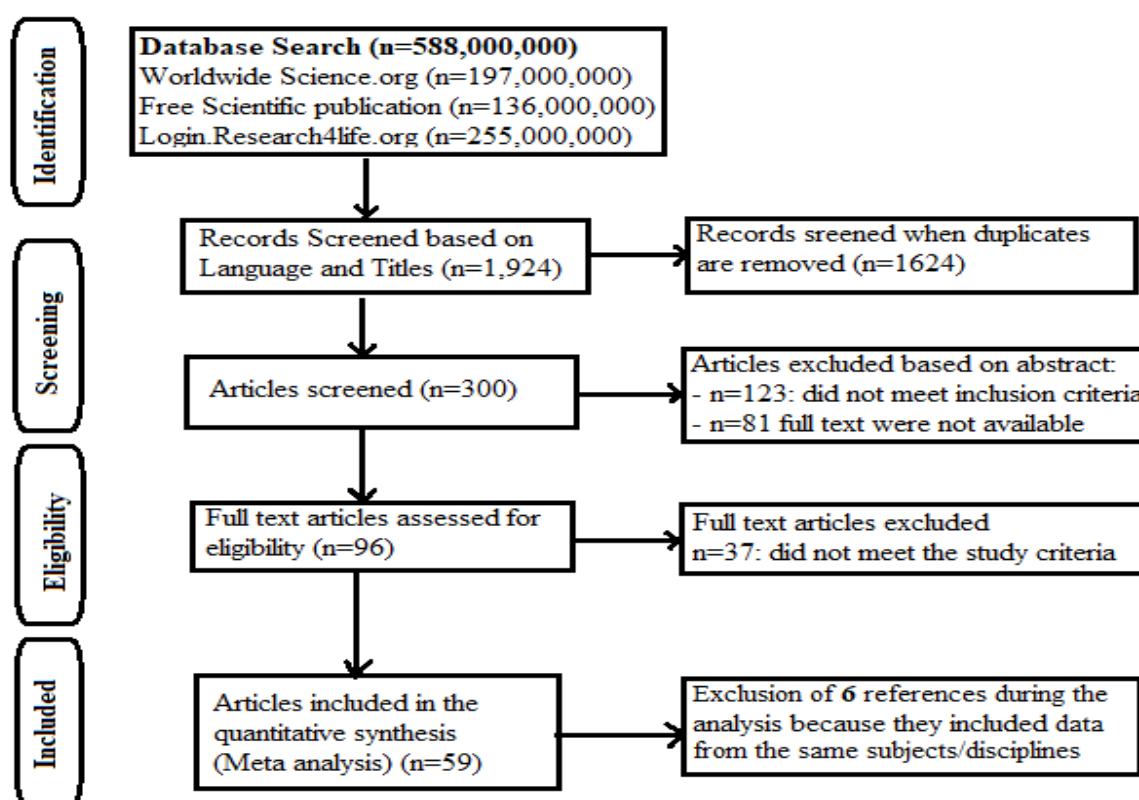 Identification
Database Search (n=588,000,000)
Worldwide Science.org (n=197,000,000)
Free Scientific publication (n=136,000,000)
Login.Research4life.org (n=255,000,000)
Screening
Records Screened based on
Language and Titles (n=1,924)
Records sreened when duplicates
are removed (n=1624)
Articles screened (n=300)
Articles excluded based on abstract:
- n=123: did not meet inclusion criteria
- n=81 full text were not available
Eligibility
Full text articles assessed for
eligibility (n=96)
Full text articles excluded
n=37: did not meet the study criteria
Included
Articles included in the
quantitative synthesis
(Meta analysis) (n=59)
Exclusion of 6 references during the
analysis because they included data
from the same subjects/disciplines